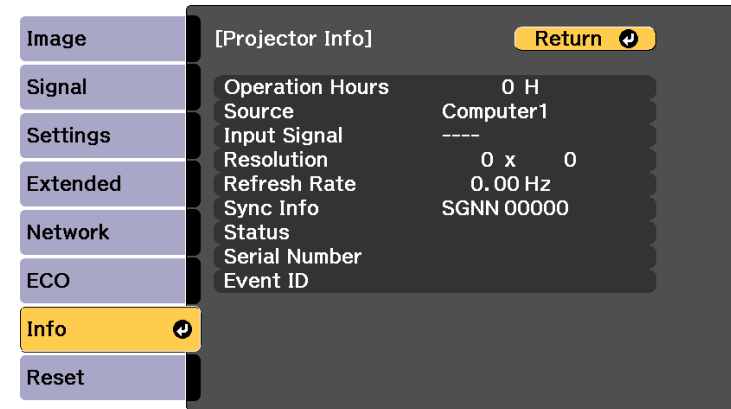 Image
Signal
Settings
Extended
Network
ECO
Info
Reset
[Projector Info]
Return
Operation Hours 0 H
Source Computer1
Input Signal ----
Resolution 0 x 0
Refresh Rate 0.00 Hz
Sync Info SGNN 00000
Status
Serial Number
Event ID